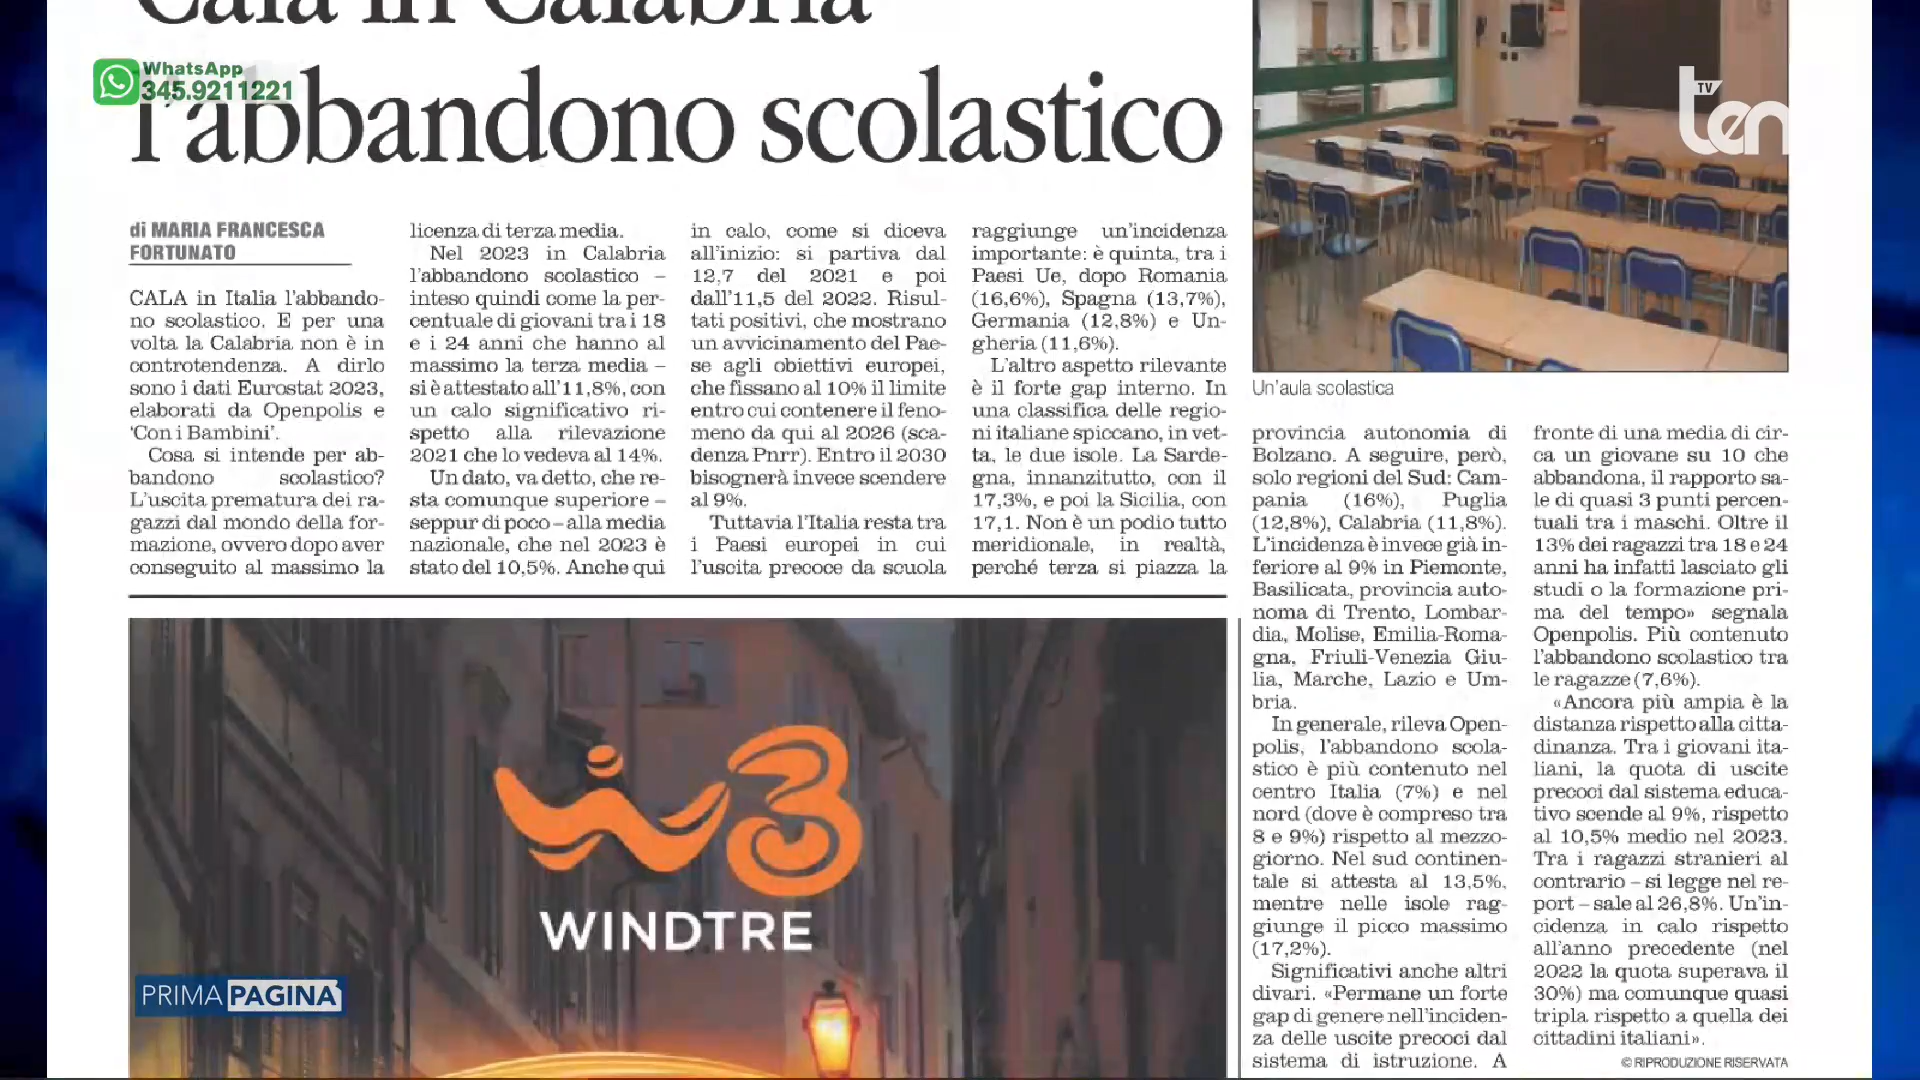 Cala in Calabria
l'abbandono scolastico
WhatsApp
345.9211221
TV
ten
di MARIA FRANCESCA
FORTUNATO
CALA in Italia l'abbando-
no scolastico. E per una
volta la Calabria non è in
controtendenza. A dirlo
sono i dati Eurostat 2023,
elaborati da Openpolis e
'Con i Bambini'.
Cosa si intende per ab-
bandono scolastico?
L'uscita prematura dei ra-
gazzi dal mondo della for-
mazione, ovvero dopo aver
conseguito al massimo la
licenza di terza media.
Nel 2023 in Calabria
l'abbandono scolastico –
inteso quindi come la per-
centuale di giovani tra i 18
e i 24 anni che hanno al
massimo la terza media –
si è attestato all'11,8%, con
un calo significativo ri-
spetto alla rilevazione
2021 che lo vedeva al 14%.
Un dato, va detto, che re-
sta comunque superiore –
seppur di poco – alla media
nazionale, che nel 2023 è
stato del 10,5%. Anche qui
in calo, come si diceva
all'inizio: si partiva dal
12,7 del 2021 e poi
dall'11,5 del 2022. Risul-
tati positivi, che mostrano
un avvicinamento del Pae-
se agli obiettivi europei,
che fissano al 10% il limite
entro cui contenere il feno-
meno da qui al 2026 (sca-
denza Pnrr). Entro il 2030
bisognerà invece scendere
al 9%.
Tuttavia l'Italia resta tra
i Paesi europei in cui
l'uscita precoce da scuola
raggiunge un'incidenza
importante: è quinta, tra i
Paesi Ue, dopo Romania
(16,6%), Spagna (13,7%),
Germania (12,8%) e Un-
gheria (11,6%).
L'altro aspetto rilevante
è il forte gap interno. In
una classifica delle regio-
ni italiane spiccano, in vet-
ta, le due isole. La Sarde-
gna, innanzitutto, con il
17,3%, e poi la Sicilia, con
17,1. Non è un podio tutto
meridionale, in realtà,
perché terza si piazza la
Un'aula scolastica
provincia autonomia di
Bolzano. A seguire, però,
solo regioni del Sud: Cam-
pania (16%), Puglia
(12,8%), Calabria (11,8%).
L'incidenza è invece già in-
feriore al 9% in Piemonte,
Basilicata, provincia auto-
noma di Trento, Lombar-
dia, Molise, Emilia-Roma-
gna, Friuli-Venezia Giu-
lia, Marche, Lazio e Um-
bria.
In generale, rileva Open-
polis, l'abbandono scola-
stico è più contenuto nel
centro Italia (7%) e nel
nord (dove è compreso tra
8 e 9%) rispetto al mezzo-
giorno. Nel sud continen-
tale si attesta al 13,5%,
mentre nelle isole rag-
giunge il picco massimo
(17,2%).
Significativi anche altri
divari. «Permane un forte
gap di genere nell'inciden-
za delle uscite precoci dal
sistema di istruzione. A
fronte di una media di cir-
ca un giovane su 10 che
abbandona, il rapporto sa-
le di quasi 3 punti percen-
tuali tra i maschi. Oltre il
13% dei ragazzi tra 18 e 24
anni ha infatti lasciato gli
studi o la formazione pri-
ma del tempo» segnala
Openpolis. Più contenuto
l'abbandono scolastico tra
le ragazze (7,6%).
«Ancora più ampia è la
distanza rispetto alla citta-
dinanza. Tra i giovani ita-
liani, la quota di uscite
precoci dal sistema educa-
tivo scende al 9%, rispetto
al 10,5% medio nel 2023.
Tra i ragazzi stranieri al
contrario – si legge nel re-
port – sale al 26,8%. Un'in-
cidenza in calo rispetto
all'anno precedente (nel
2022 la quota superava il
30%) ma comunque quasi
tripla rispetto a quella dei
cittadini italiani».
© RIPRODUZIONE RISERVATA
WINDTRE
PRIMA PAGINA